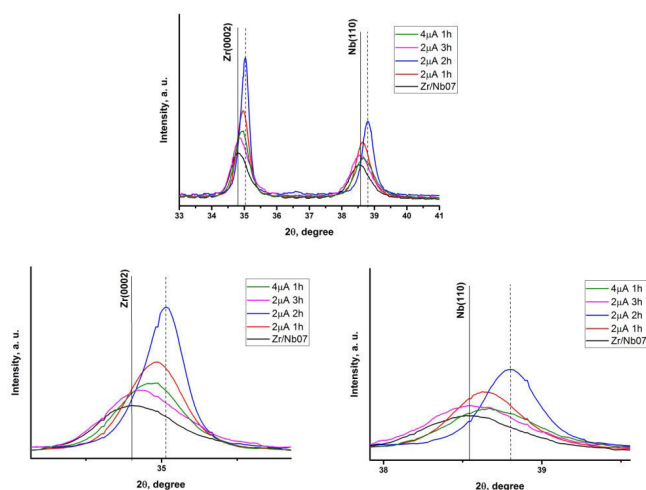 Intensity, a. u.
Zr(0002)
Nb(110)
4μA 1h
2μA 3h
2μA 2h
2μA 1h
Zr/Nb07
33 34 35 36 37 38 39 40 41
2θ, degree
Intensity, a. u.
Zr(0002)
4μA 1h
2μA 3h
2μA 2h
2μA 1h
Zr/Nb07
35
2θ, degree
Intensity, a. u.
Nb(110)
4μA 1h
2μA 3h
2μA 2h
2μA 1h
Zr/Nb07
38 39
2θ, degree